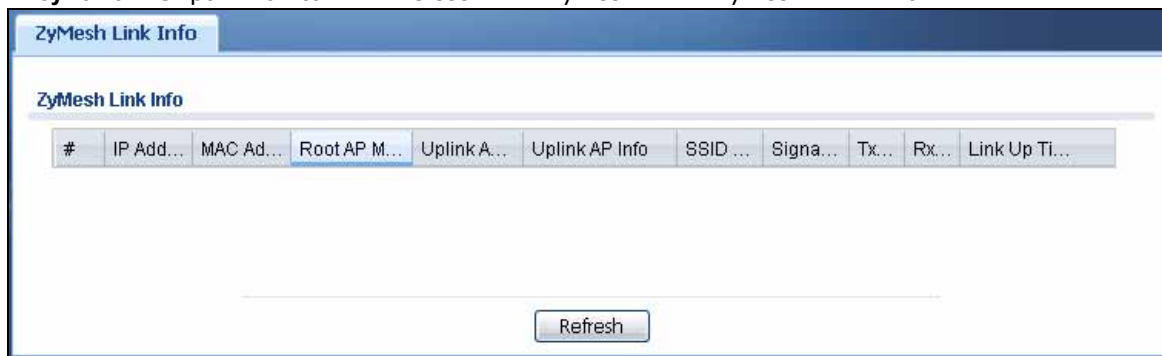 ZyMesh Link Info
ZyMesh Link Info
# IP Add... MAC Ad... Root AP M... Uplink A... Uplink AP Info SSID ... Signa... Tx... Rx... Link Up Ti...
Refresh